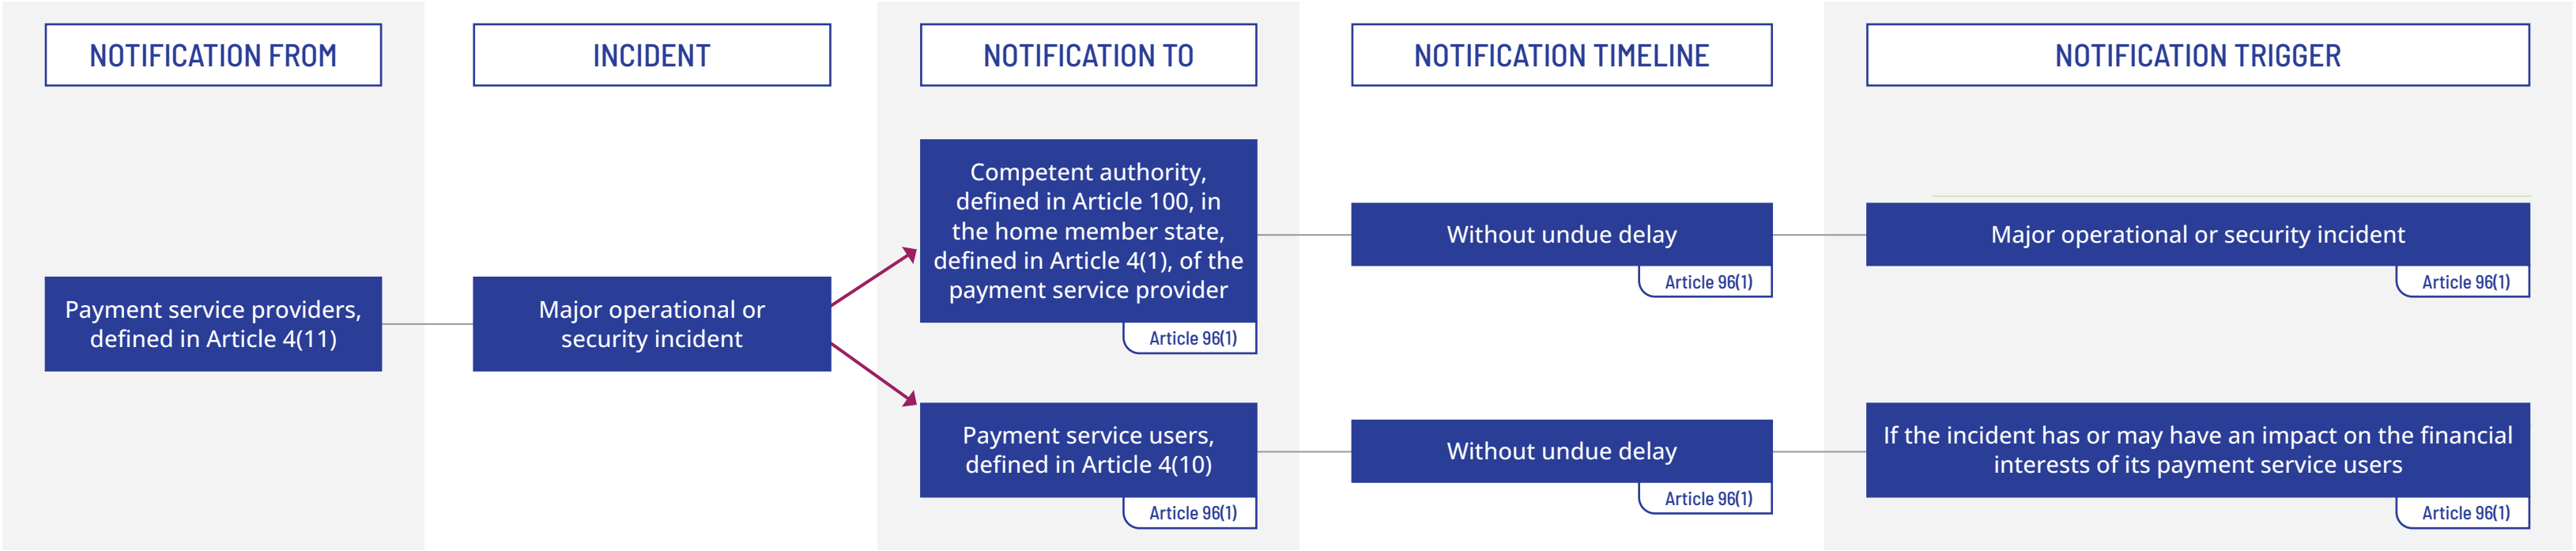 NOTIFICATION FROM
INCIDENT
NOTIFICATION TO
NOTIFICATION TIMELINE
NOTIFICATION TRIGGER
Payment service providers,
defined in Article 4(11)
Major operational or
security incident
Competent authority,
defined in Article 100, in
the home member state,
defined in Article 4(1), of the
payment service provider
Article 96(1)
Without undue delay
Article 96(1)
Major operational or security incident
Article 96(1)
Payment service users,
defined in Article 4(10)
Article 96(1)
Without undue delay
Article 96(1)
If the incident has or may have an impact on the financial
interests of its payment service users
Article 96(1)